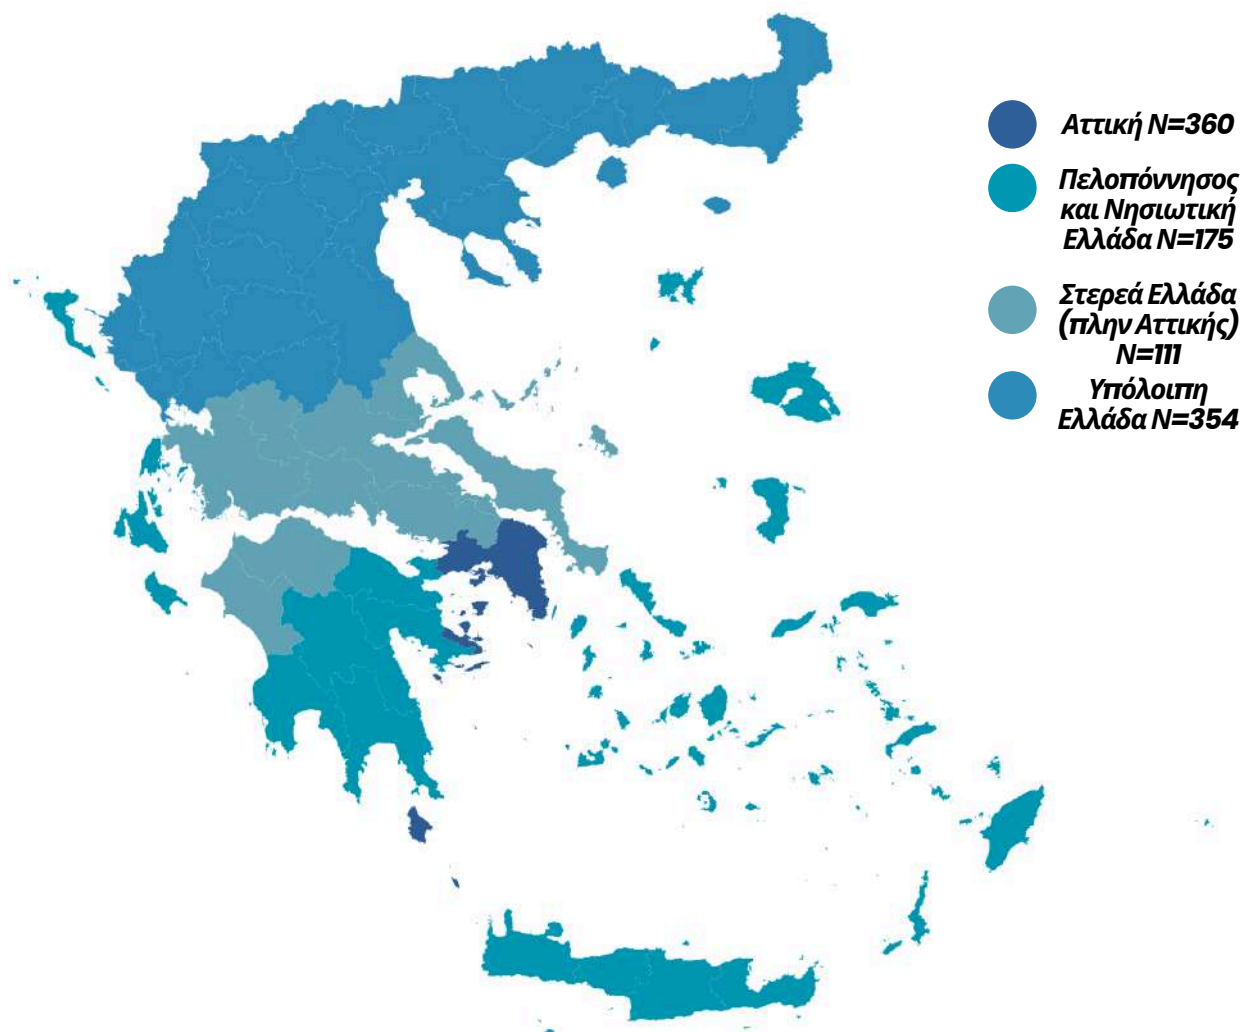 Αττική N=360
Πελοπόννησος
και Νησιωτική
Ελλάδα N=175
Στερεά Ελλάδα
(πλην Αττικής)
N=111
Υπόλοιπη
Ελλάδα N=354